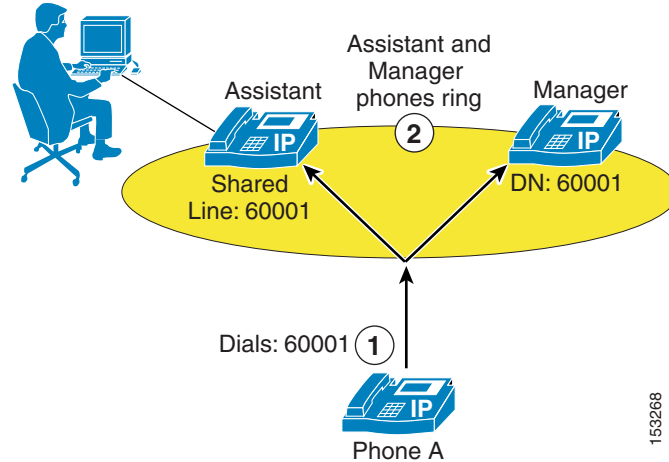 Assistant and
Manager
phones ring
2
Assistant
Manager
IP
IP
Shared
Line: 60001
DN: 60001
Dials: 60001 1
IP
Phone A
153268